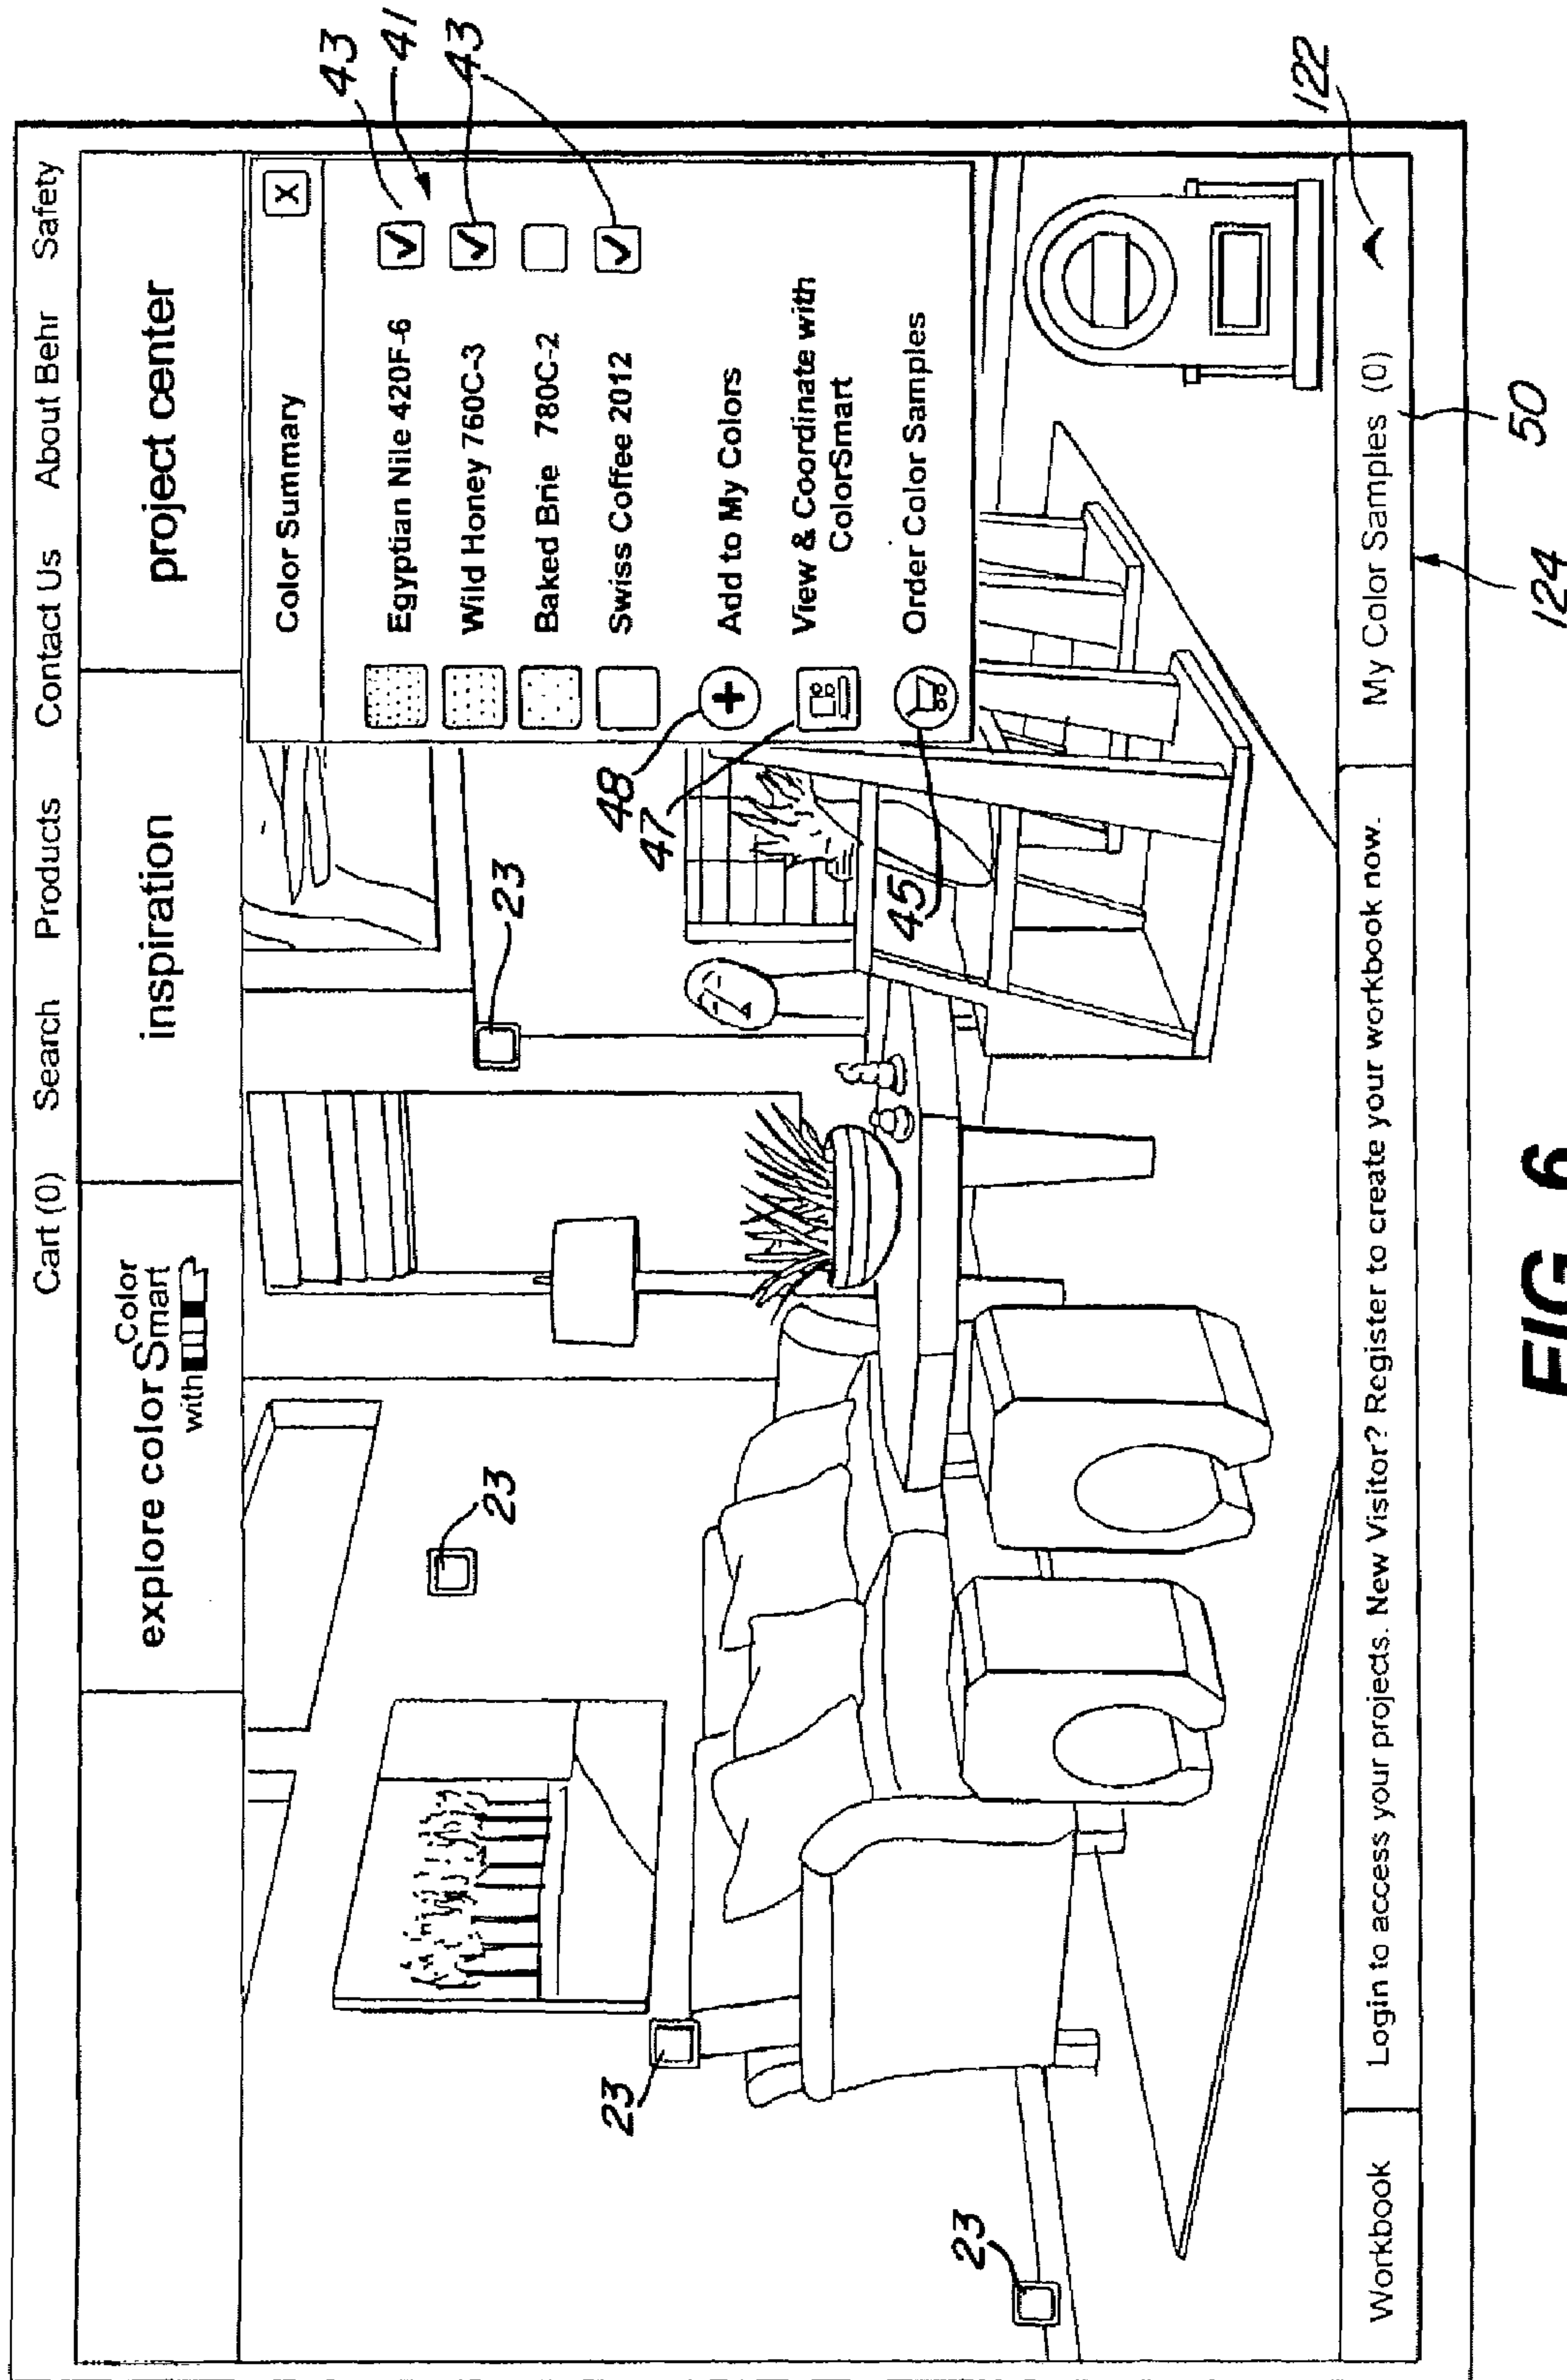 Cart (0) Search Products Contact Us About Behr Safety
explore color with Color Smart
inspiration
project center
Color Summary X
Egyptian Nile 420F-6
Wild Honey 760C-3
Baked Brie 780C-2
Swiss Coffee 2012
Add to My Colors
View & Coordinate with
ColorSmart
Order Color Samples
43
41
43
48
47
45
23
23
23
23
Workbook
Login to access your projects. New Visitor? Register to create your workbook now.
My Color Samples (0)
122
50
124
FIG. 6